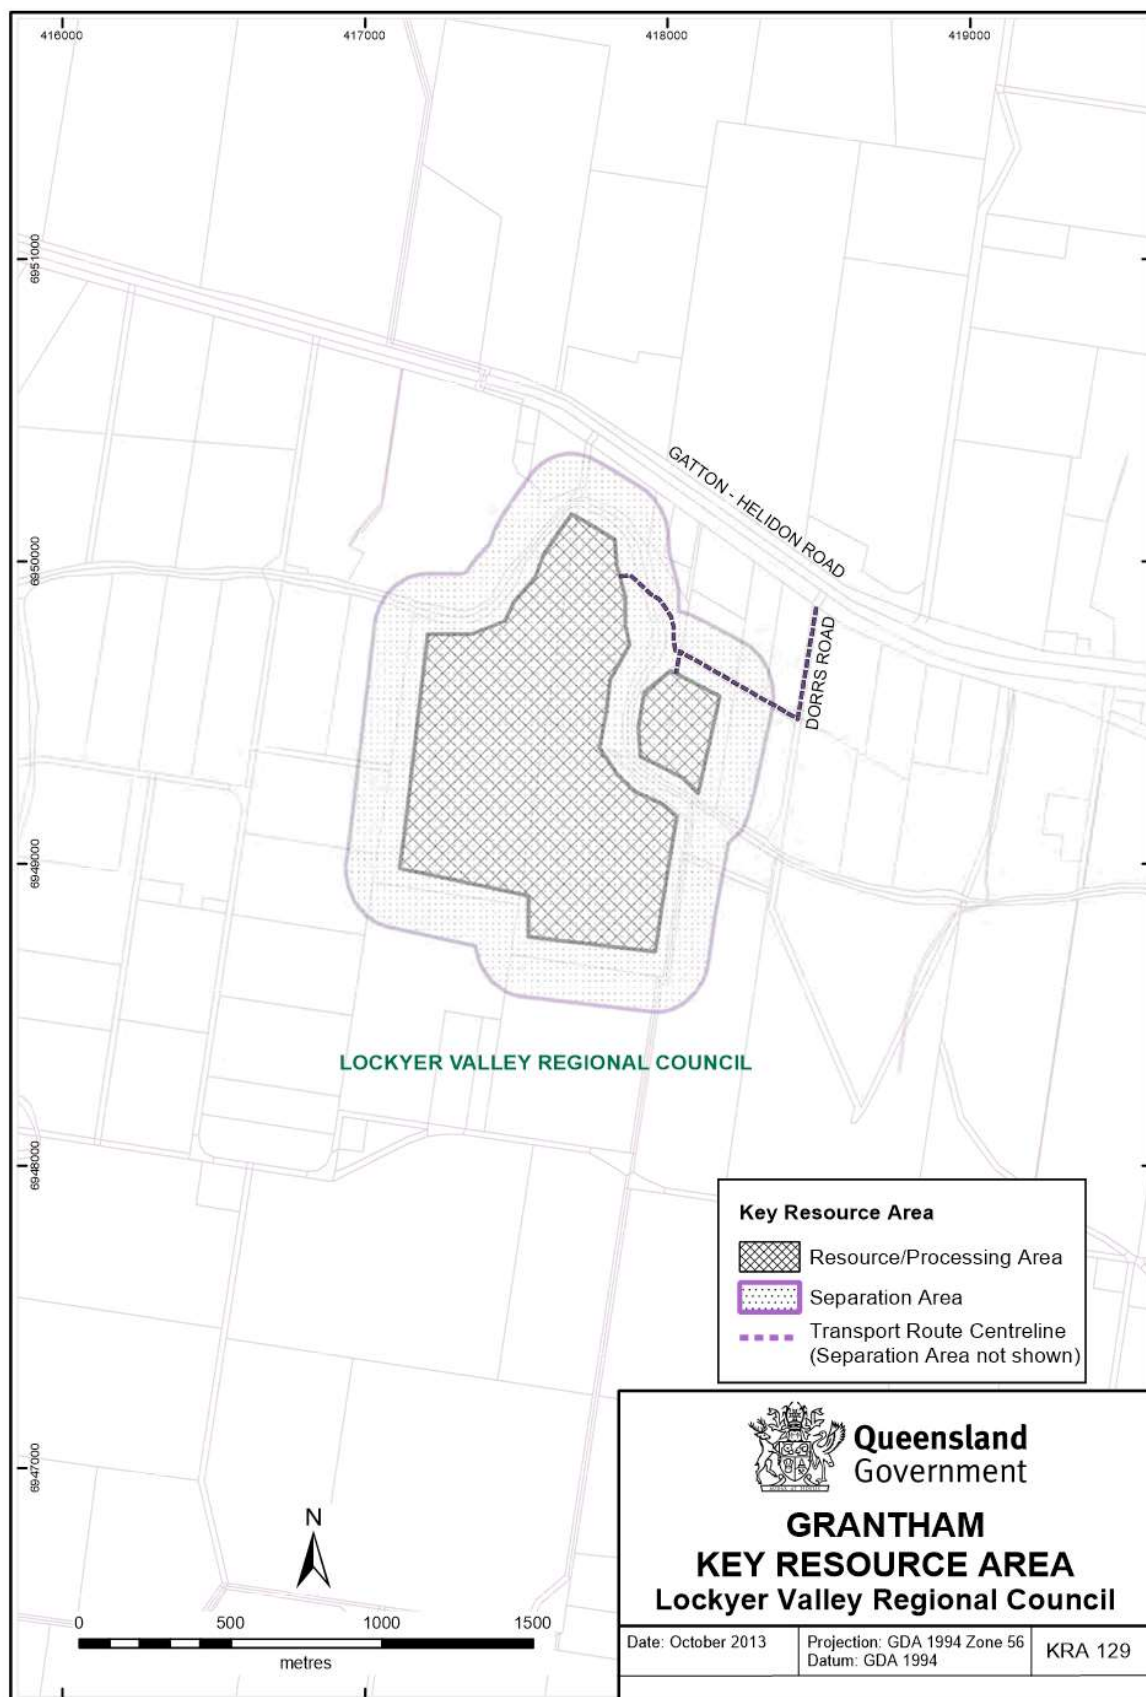 416000
417000
418000
419000
6951000
6950000
6949000
6948000
6947000
GATTON - HELIDON ROAD
DORRS ROAD
LOCKYER VALLEY REGIONAL COUNCIL
Key Resource Area
Resource/Processing Area
Separation Area
Transport Route Centreline
(Separation Area not shown)
N
0 500 1000 1500
metres
Queensland
Government
GRANTHAM
KEY RESOURCE AREA
Lockyer Valley Regional Council
Date: October 2013
Projection: GDA 1994 Zone 56
Datum: GDA 1994
KRA 129